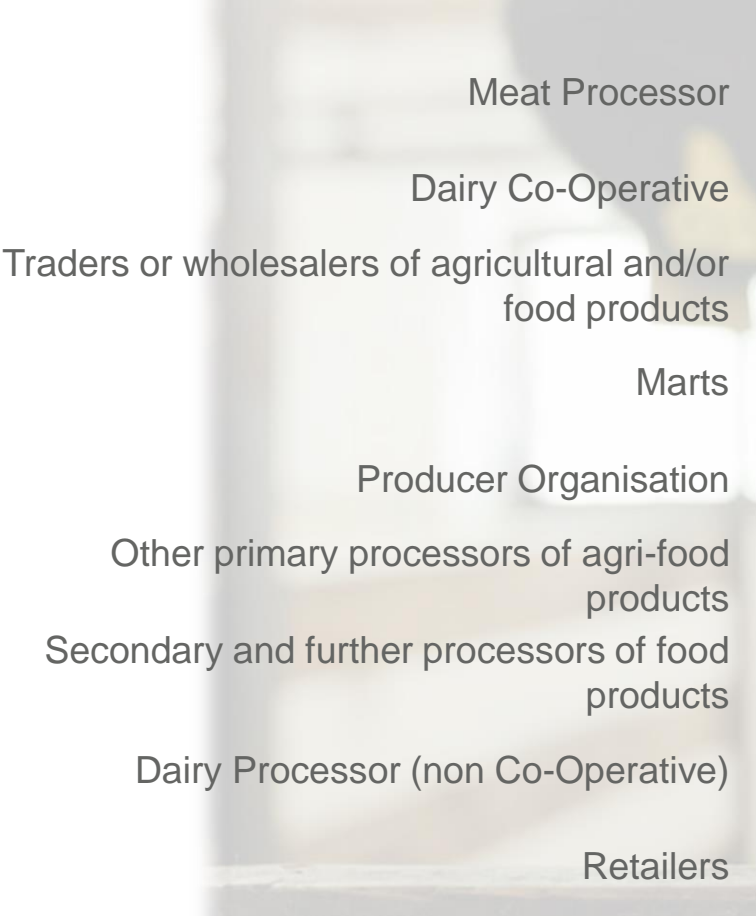 Meat Processor
Dairy Co-Operative
Traders or wholesalers of agricultural and/or
food products
Marts
Producer Organisation
Other primary processors of agri-food
products
Secondary and further processors of food
products
Dairy Processor (non Co-Operative)
Retailers